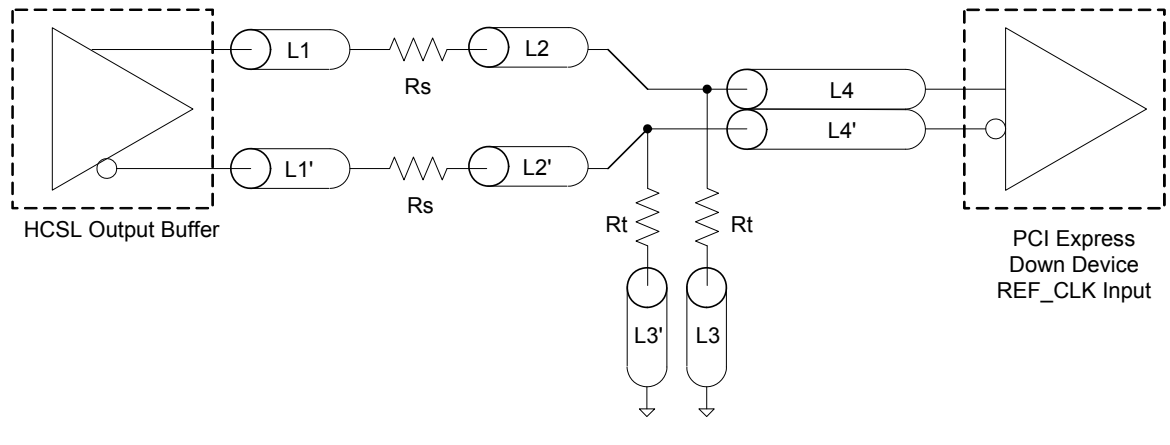 L1
Rs
L2
L4
L4'
L1'
Rs
L2'
HCSL Output Buffer
Rt
Rt
L3'
L3
PCI Express
Down Device
REF_CLK Input